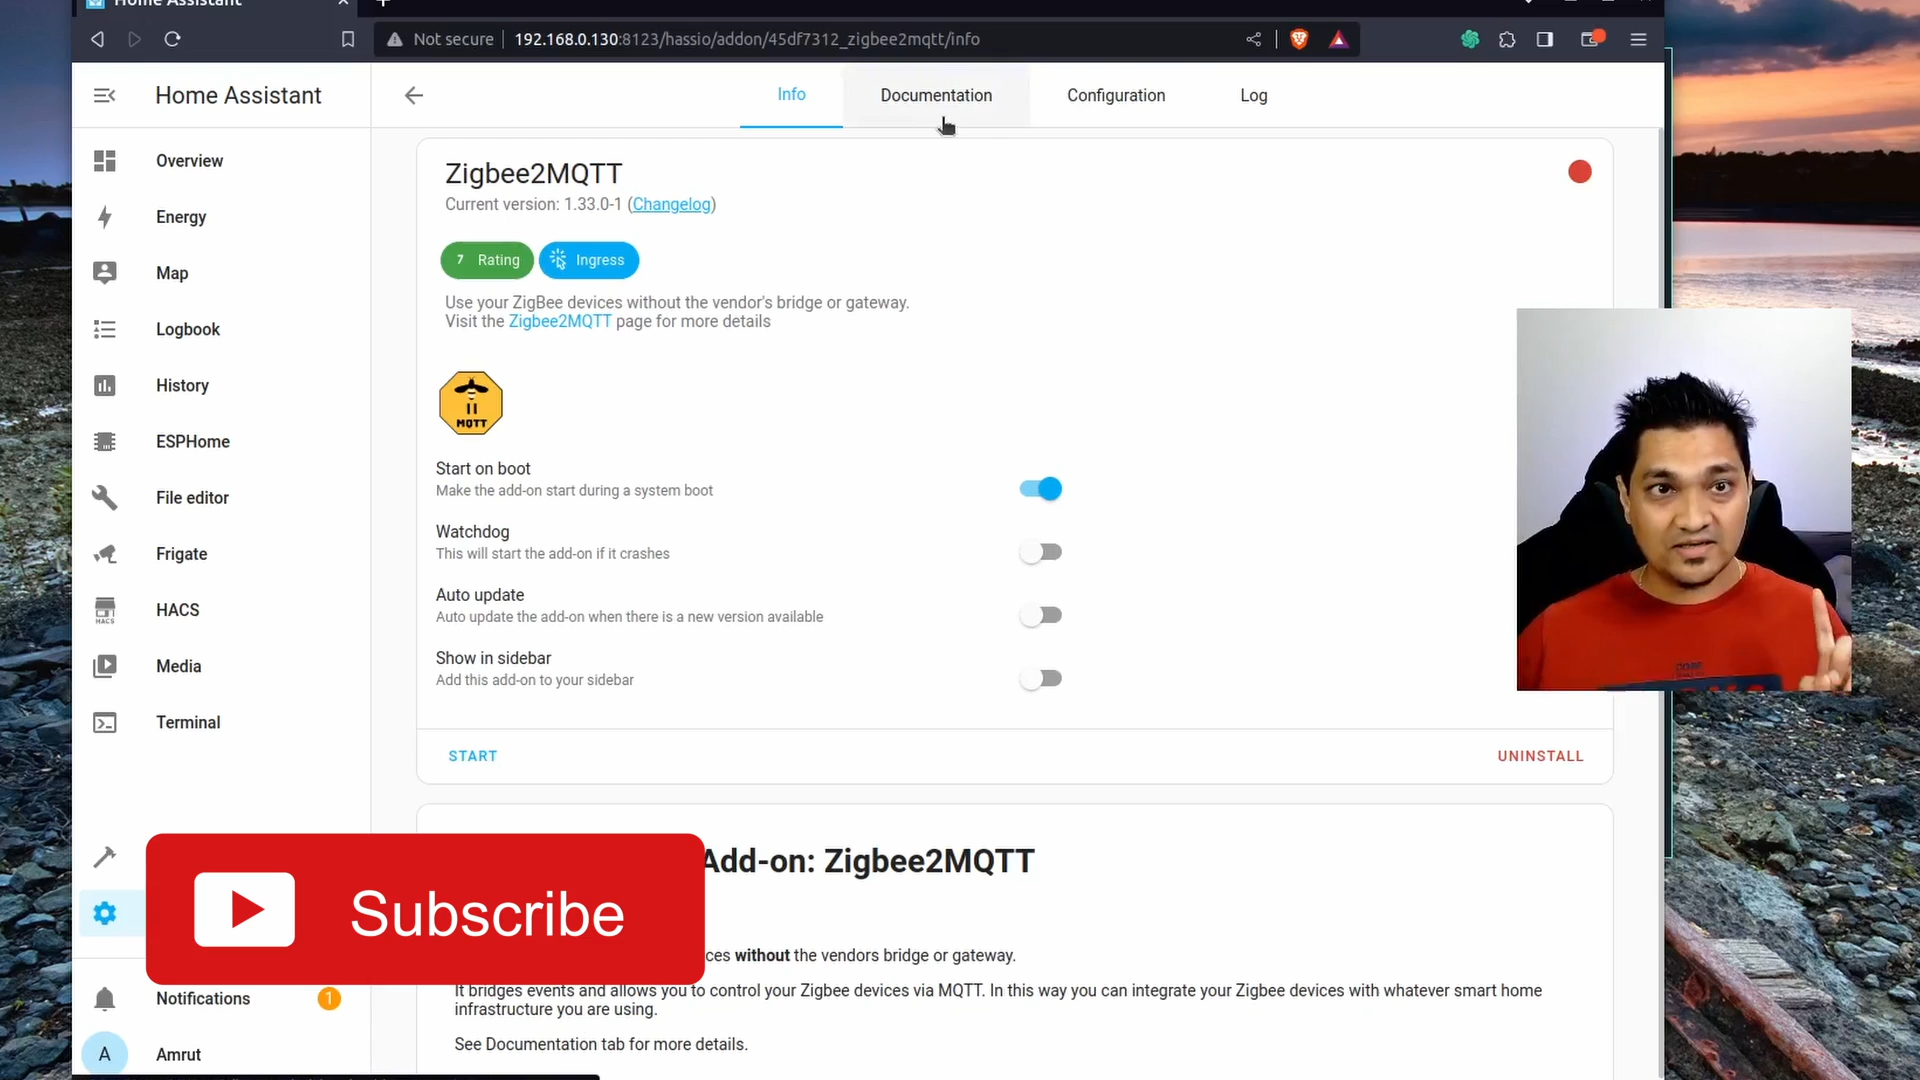 Home Assistant
Not secure
192.168.0.130:8123/hassio/addon/45df7312_zigbee2mqtt/info
Home Assistant
Info
Documentation
Configuration
Log
Overview
Energy
Map
Logbook
History
ESPHome
File editor
Frigate
HACS
HACS
Media
Terminal
Notifications
1
A
Amrut
Zigbee2MQTT
Current version: 1.33.0-1 (Changelog)
7 Rating
Ingress
Use your ZigBee devices without the vendor's bridge or gateway.
Visit the Zigbee2MQTT page for more details
MQTT
Start on boot
Make the add-on start during a system boot
Watchdog
This will start the add-on if it crashes
Auto update
Auto update the add-on when there is a new version available
Show in sidebar
Add this add-on to your sidebar
START
UNINSTALL
Add-on: Zigbee2MQTT
ces without the vendors bridge or gateway.
It bridges events and allows you to control your Zigbee devices via MQTT. In this way you can integrate your Zigbee devices with whatever smart home
infrastructure you are using.
See Documentation tab for more details.
Subscribe